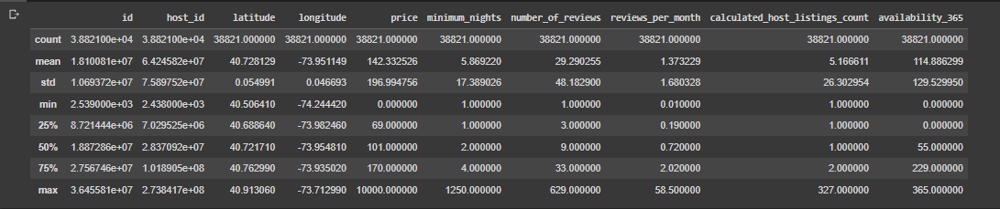 id host_id latitude longitude price minimum_nights number_of_reviews reviews_per_month calculated_host_listings_count availability_365
count 3.882100e+04 3.882100e+04 38821.000000 38821.000000 38821.000000 38821.000000 38821.000000 38821.000000 38821.000000 38821.000000
mean 1.810081e+07 6.424582e+07 40.728129 -73.951149 142.332526 5.869220 29.290255 1.373229 5.166611 114.886299
std 1.069372e+07 7.589752e+07 0.054991 0.046693 196.994756 17.389026 48.182900 1.680328 26.302954 129.529950
min 2.539000e+03 2.438000e+03 40.506410 -74.244420 0.000000 1.000000 1.000000 0.010000 1.000000 0.000000
25% 8.721444e+06 7.029525e+06 40.688640 -73.982460 69.000000 1.000000 3.000000 0.190000 1.000000 0.000000
50% 1.887286e+07 2.837092e+07 40.721710 -73.954810 101.000000 2.000000 9.000000 0.720000 1.000000 55.000000
75% 2.756746e+07 1.018905e+08 40.762990 -73.935020 170.000000 4.000000 33.000000 2.020000 2.000000 229.000000
max 3.645581e+07 2.738417e+08 40.913060 -73.712990 10000.000000 1250.000000 629.000000 58.500000 327.000000 365.000000